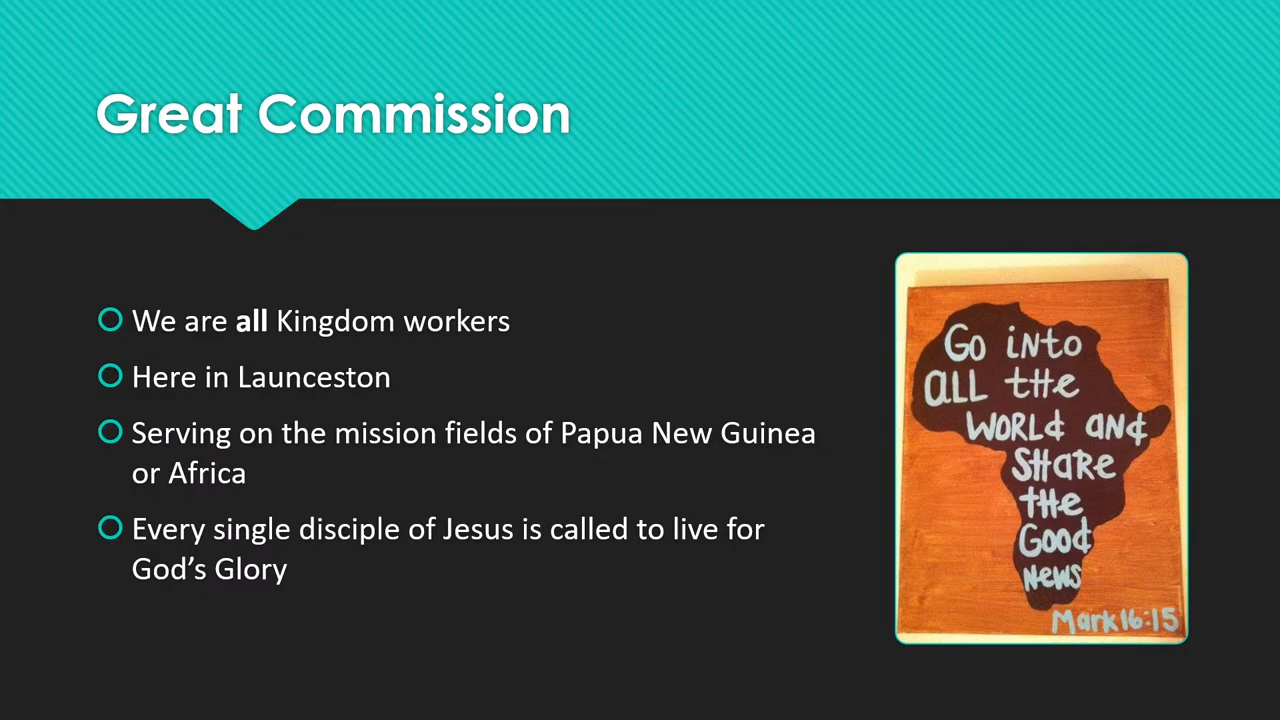 Great Commission
We are all Kingdom workers
Here in Launceston
Serving on the mission fields of Papua New Guinea
or Africa
Every single disciple of Jesus is called to live for
God’s Glory
Go into
all the
world and
share
the
Good
News
Mark 16:15